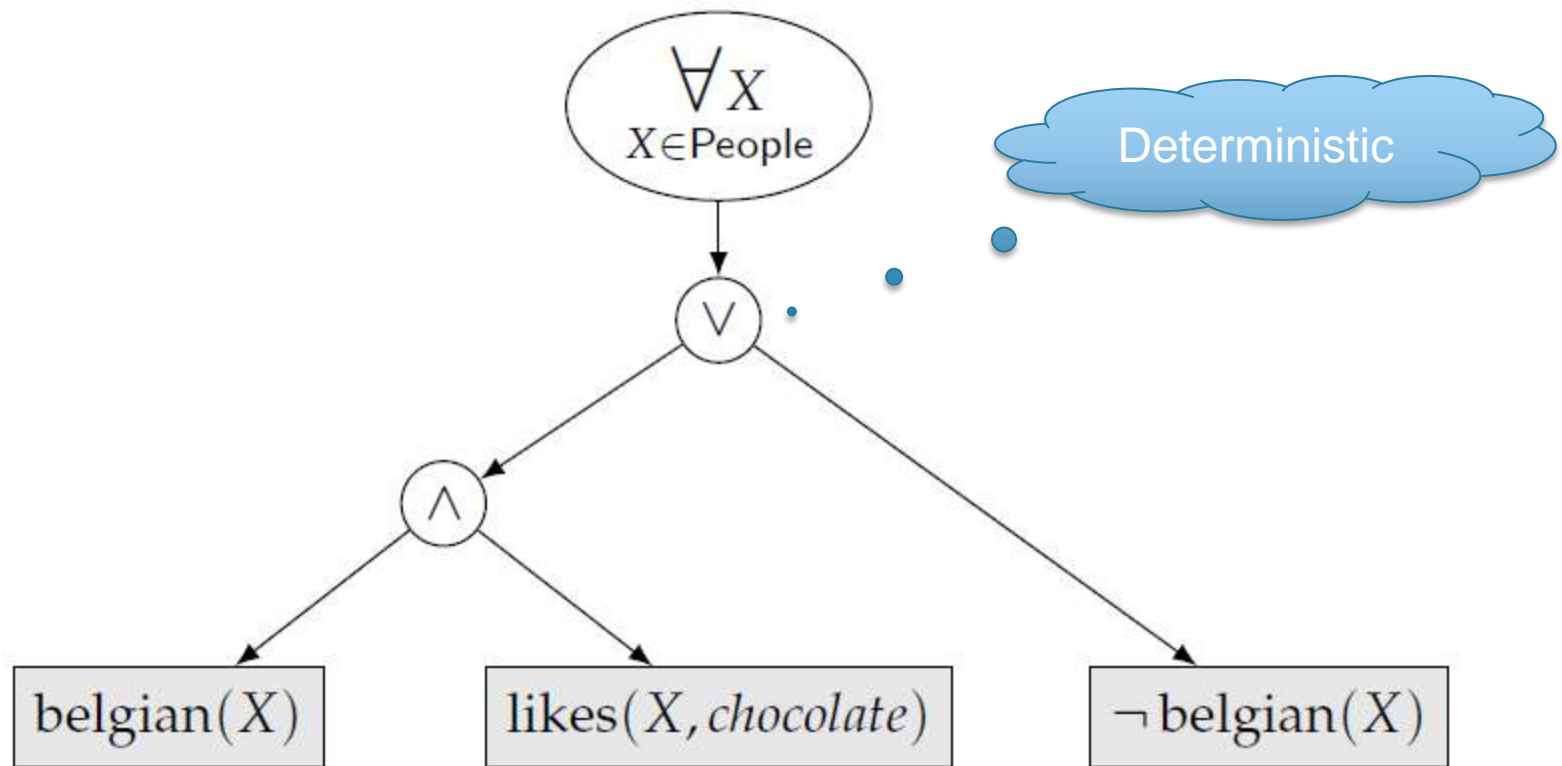 ∀X
X∈People
Deterministic
∨
∧
belgian(X)
likes(X, chocolate)
¬ belgian(X)